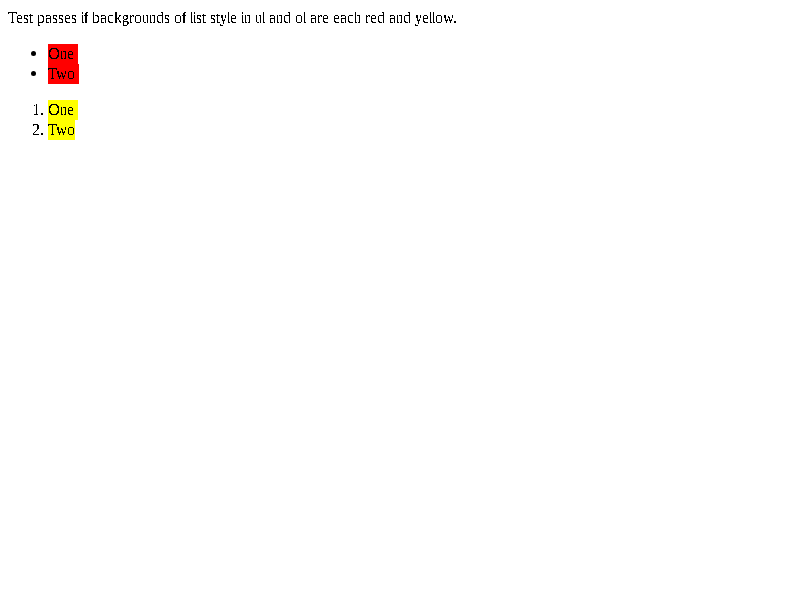 Test passes if backgrounds of list style in ul and ol are each red and yellow.
• One
• Two
1. One
2. Two